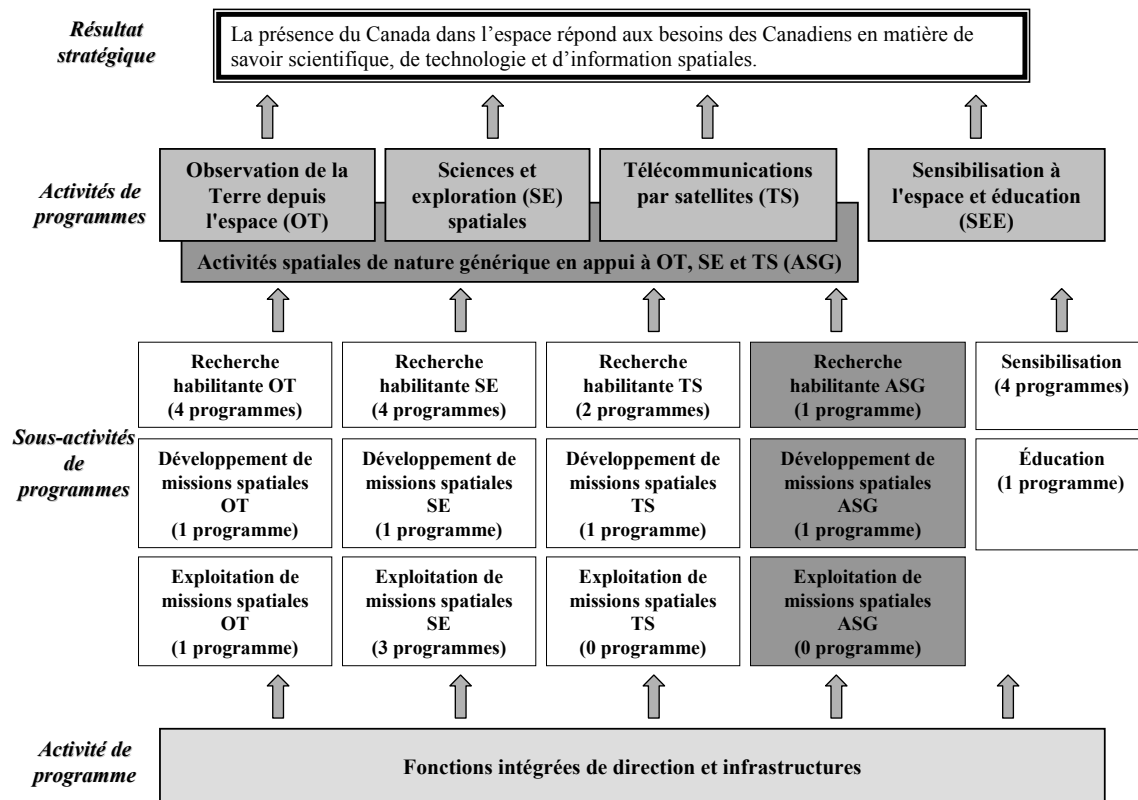 Résultat
stratégique
La présence du Canada dans l’espace répond aux besoins des Canadiens en matière de
savoir scientifique, de technologie et d’information spatiales.
Activités de
programmes
Observation de la
Terre depuis
l'espace (OT)
Sciences et
exploration (SE)
spatiales
Télécommunications
par satellites (TS)
Sensibilisation à
l'espace et éducation
(SEE)
Activités spatiales de nature générique en appui à OT, SE et TS (ASG)
Sous-activités
de
programmes
Recherche
habilitante OT
(4 programmes)
Recherche
habilitante SE
(4 programmes)
Recherche
habilitante TS
(2 programmes)
Recherche
habilitante ASG
(1 programme)
Sensibilisation
(4 programmes)
Développement de
missions spatiales
OT
(1 programme)
Développement de
missions spatiales
SE
(1 programme)
Développement de
missions spatiales
TS
(1 programme)
Développement de
missions spatiales
ASG
(1 programme)
Éducation
(1 programme)
Exploitation de
missions spatiales
OT
(1 programme)
Exploitation de
missions spatiales
SE
(3 programmes)
Exploitation de
missions spatiales
TS
(0 programme)
Exploitation de
missions spatiales
ASG
(0 programme)
Activité de
programme
Fonctions intégrées de direction et infrastructures